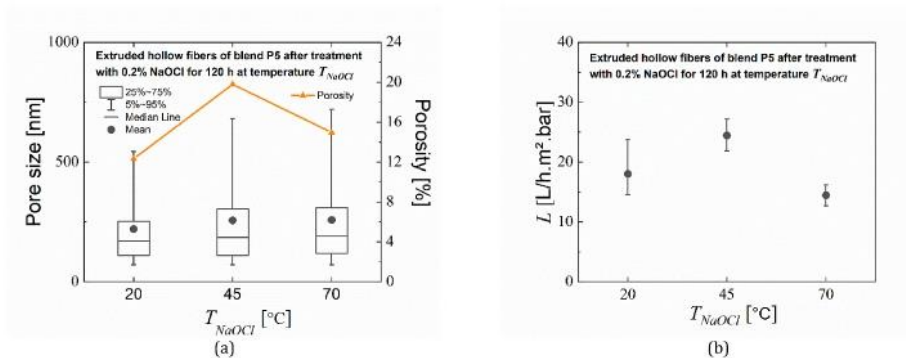 1000
500
0
Pore size [nm]
Extruded hollow fibers of blend P5 after treatment
with 0.2% NaOCl for 120 h at temperature T_NaOCl
25%~75%
5%~95%
Median Line
Mean
Porosity
24
20
16
12
8
4
0
Porosity [%]
20 45 70
T_NaOCl [°C]
(a)
40
30
20
10
0
L [L/h.m².bar]
Extruded hollow fibers of blend P5 after treatment
with 0.2% NaOCl for 120 h at temperature T_NaOCl
20 45 70
T_NaOCl [°C]
(b)